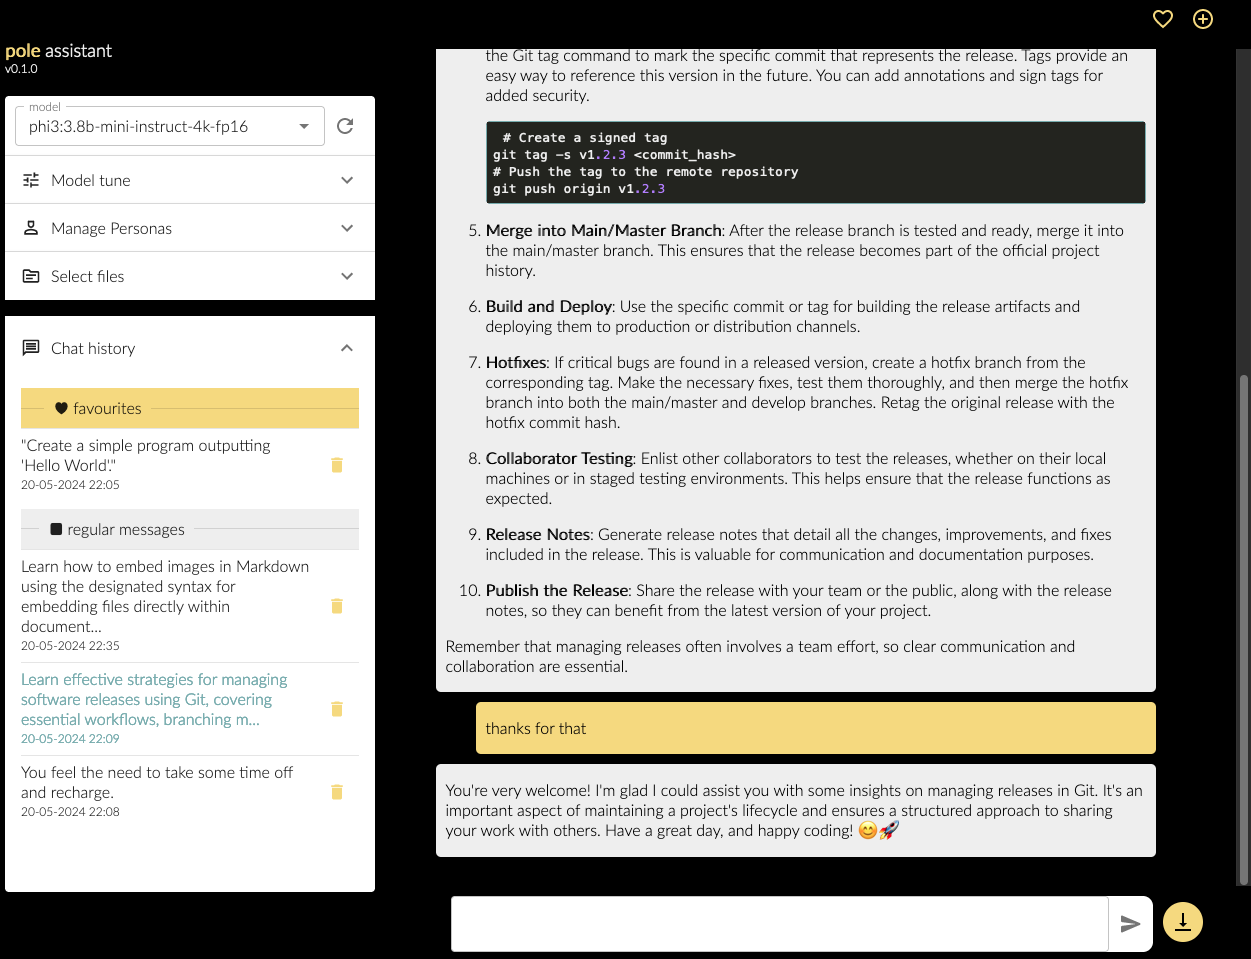 pole assistant
v0.1.0
model
phi3:3.8b-mini-instruct-4k-fp16
Model tune
Manage Personas
Select files
Chat history
favourites
"Create a simple program outputting
'Hello World'."
20-05-2024 22:05
regular messages
Learn how to embed images in Markdown
using the designated syntax for
embedding files directly within
document...
20-05-2024 22:35
Learn effective strategies for managing
software releases using Git, covering
essential workflows, branching m...
20-05-2024 22:09
You feel the need to take some time off
and recharge.
20-05-2024 22:08
the Git tag command to mark the specific commit that represents the release. Tags provide an
easy way to reference this version in the future. You can add annotations and sign tags for
added security.
# Create a signed tag
git tag -s v1.2.3 <commit_hash>
# Push the tag to the remote repository
git push origin v1.2.3
5. Merge into Main/Master Branch: After the release branch is tested and ready, merge it into
the main/master branch. This ensures that the release becomes part of the official project
history.
6. Build and Deploy: Use the specific commit or tag for building the release artifacts and
deploying them to production or distribution channels.
7. Hotfixes: If critical bugs are found in a released version, create a hotfix branch from the
corresponding tag. Make the necessary fixes, test them thoroughly, and then merge the hotfix
branch into both the main/master and develop branches. Retag the original release with the
hotfix commit hash.
8. Collaborator Testing: Enlist other collaborators to test the releases, whether on their local
machines or in staged testing environments. This helps ensure that the release functions as
expected.
9. Release Notes: Generate release notes that detail all the changes, improvements, and fixes
included in the release. This is valuable for communication and documentation purposes.
10. Publish the Release: Share the release with your team or the public, along with the release
notes, so they can benefit from the latest version of your project.
Remember that managing releases often involves a team effort, so clear communication and
collaboration are essential.
thanks for that
You're very welcome! I'm glad I could assist you with some insights on managing releases in Git. It's an
important aspect of maintaining a project's lifecycle and ensures a structured approach to sharing
your work with others. Have a great day, and happy coding! 😊🚀